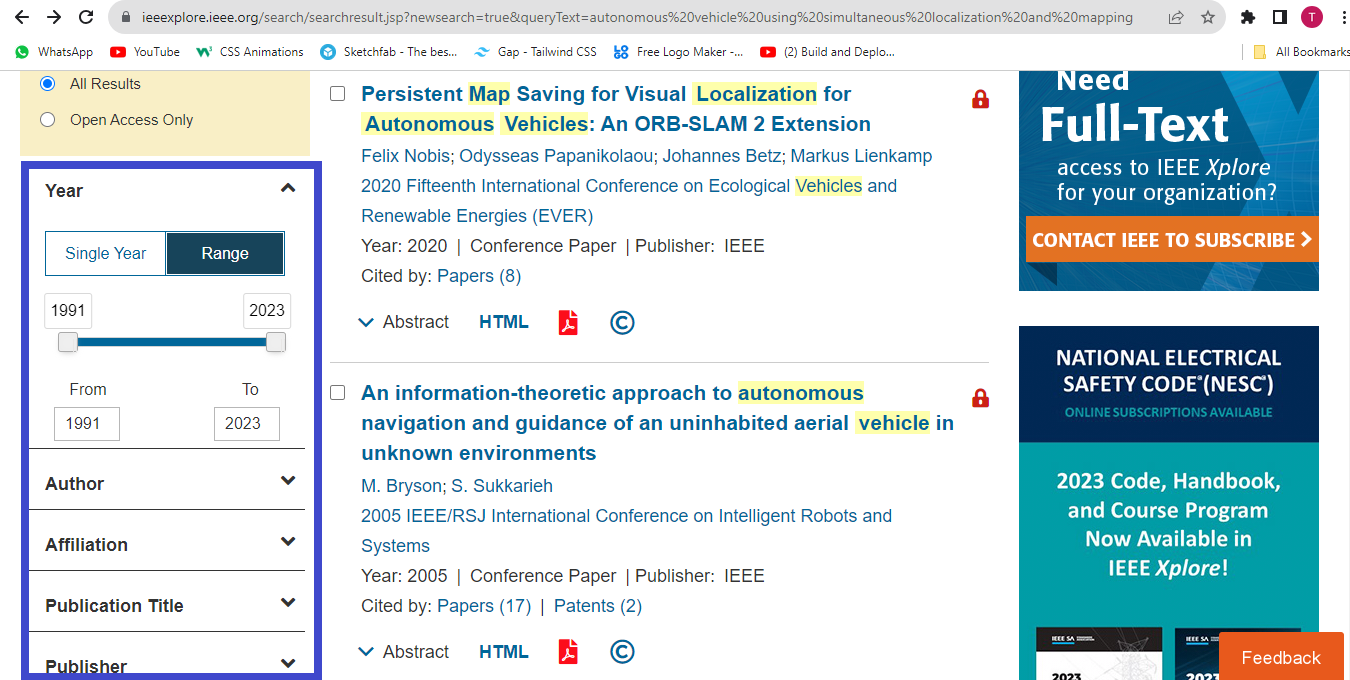 ieeexplore.ieee.org/search/searchresult.jsp?newsearch=true&queryText=autonomous%20vehicle%20using%20simultaneous%20localization%20and%20mapping
T
WhatsApp
YouTube
CSS Animations
Sketchfab - The bes...
Gap - Tailwind CSS
Free Logo Maker -...
(2) Build and Deplo...
All Bookmarks
All Results
Open Access Only
Year
Single Year
Range
1991
2023
From
To
1991
2023
Author
Affiliation
Publication Title
Publisher
Persistent Map Saving for Visual Localization for
Autonomous Vehicles: An ORB-SLAM 2 Extension
Felix Nobis; Odysseas Papanikolaou; Johannes Betz; Markus Lienkamp
2020 Fifteenth International Conference on Ecological Vehicles and
Renewable Energies (EVER)
Year: 2020 | Conference Paper | Publisher: IEEE
Cited by: Papers (8)
Abstract
HTML
©
An information-theoretic approach to autonomous
navigation and guidance of an uninhabited aerial vehicle in
unknown environments
M. Bryson; S. Sukkarieh
2005 IEEE/RSJ International Conference on Intelligent Robots and
Systems
Year: 2005 | Conference Paper | Publisher: IEEE
Cited by: Papers (17) | Patents (2)
Abstract
HTML
©
Need
Full-Text
access to IEEE Xplore
for your organization?
CONTACT IEEE TO SUBSCRIBE
NATIONAL ELECTRICAL
SAFETY CODE®(NESC®)
ONLINE SUBSCRIPTIONS AVAILABLE
2023 Code, Handbook,
and Course Program
Now Available in
IEEE Xplore!
IEEE SA
IEEE SA
2023
2023
Feedback